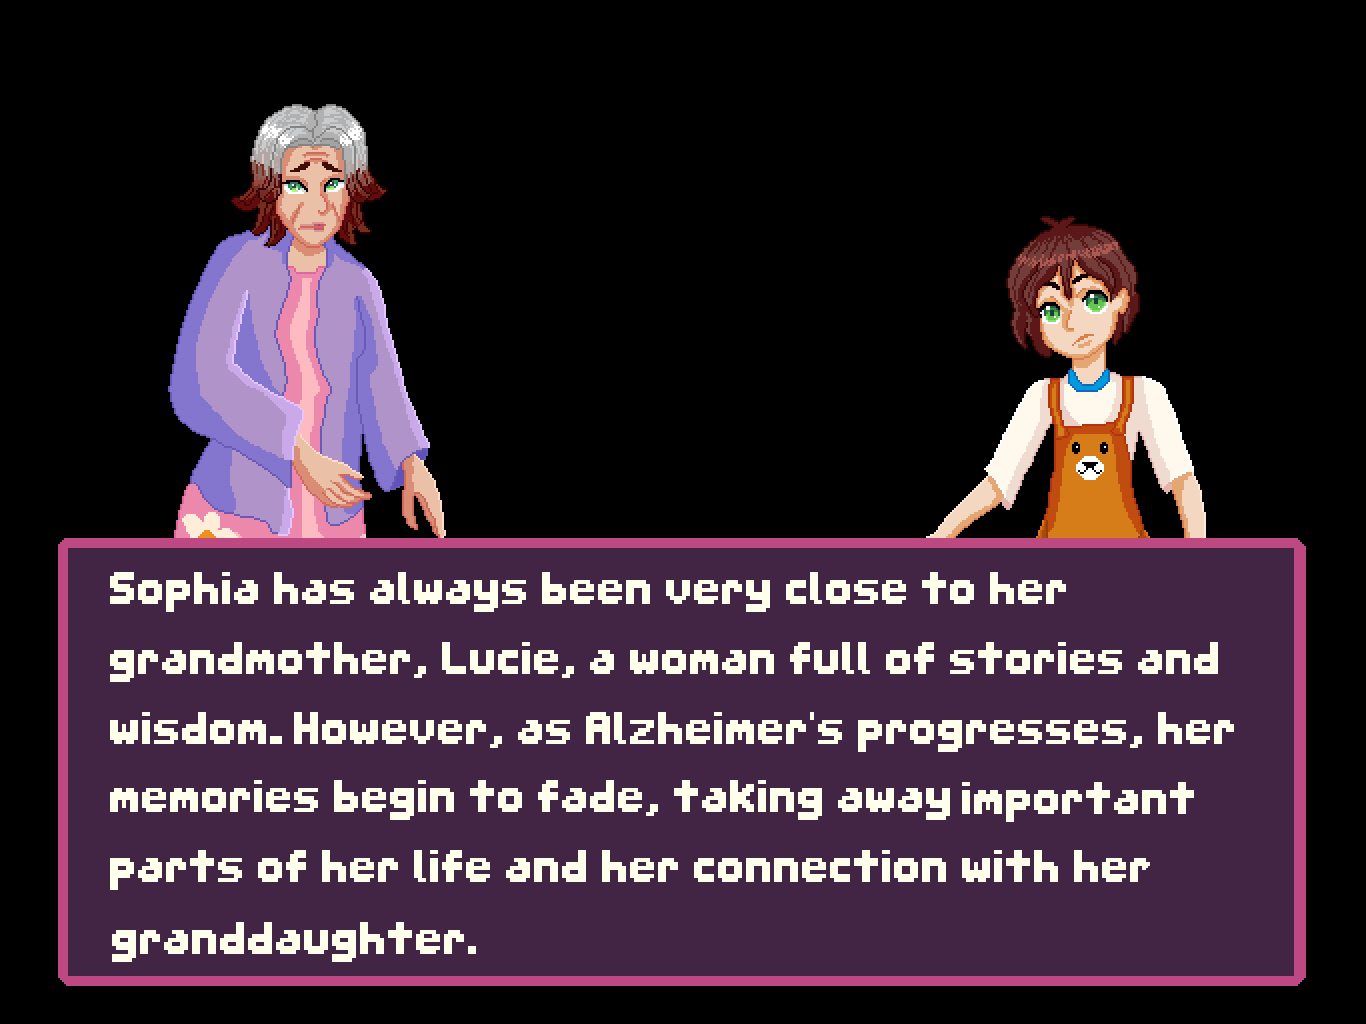 Sophia has always been very close to her
grandmother, Lucie, a woman full of stories and
wisdom. However, as Alzheimer's progresses, her
memories begin to fade, taking away important
parts of her life and her connection with her
granddaughter.